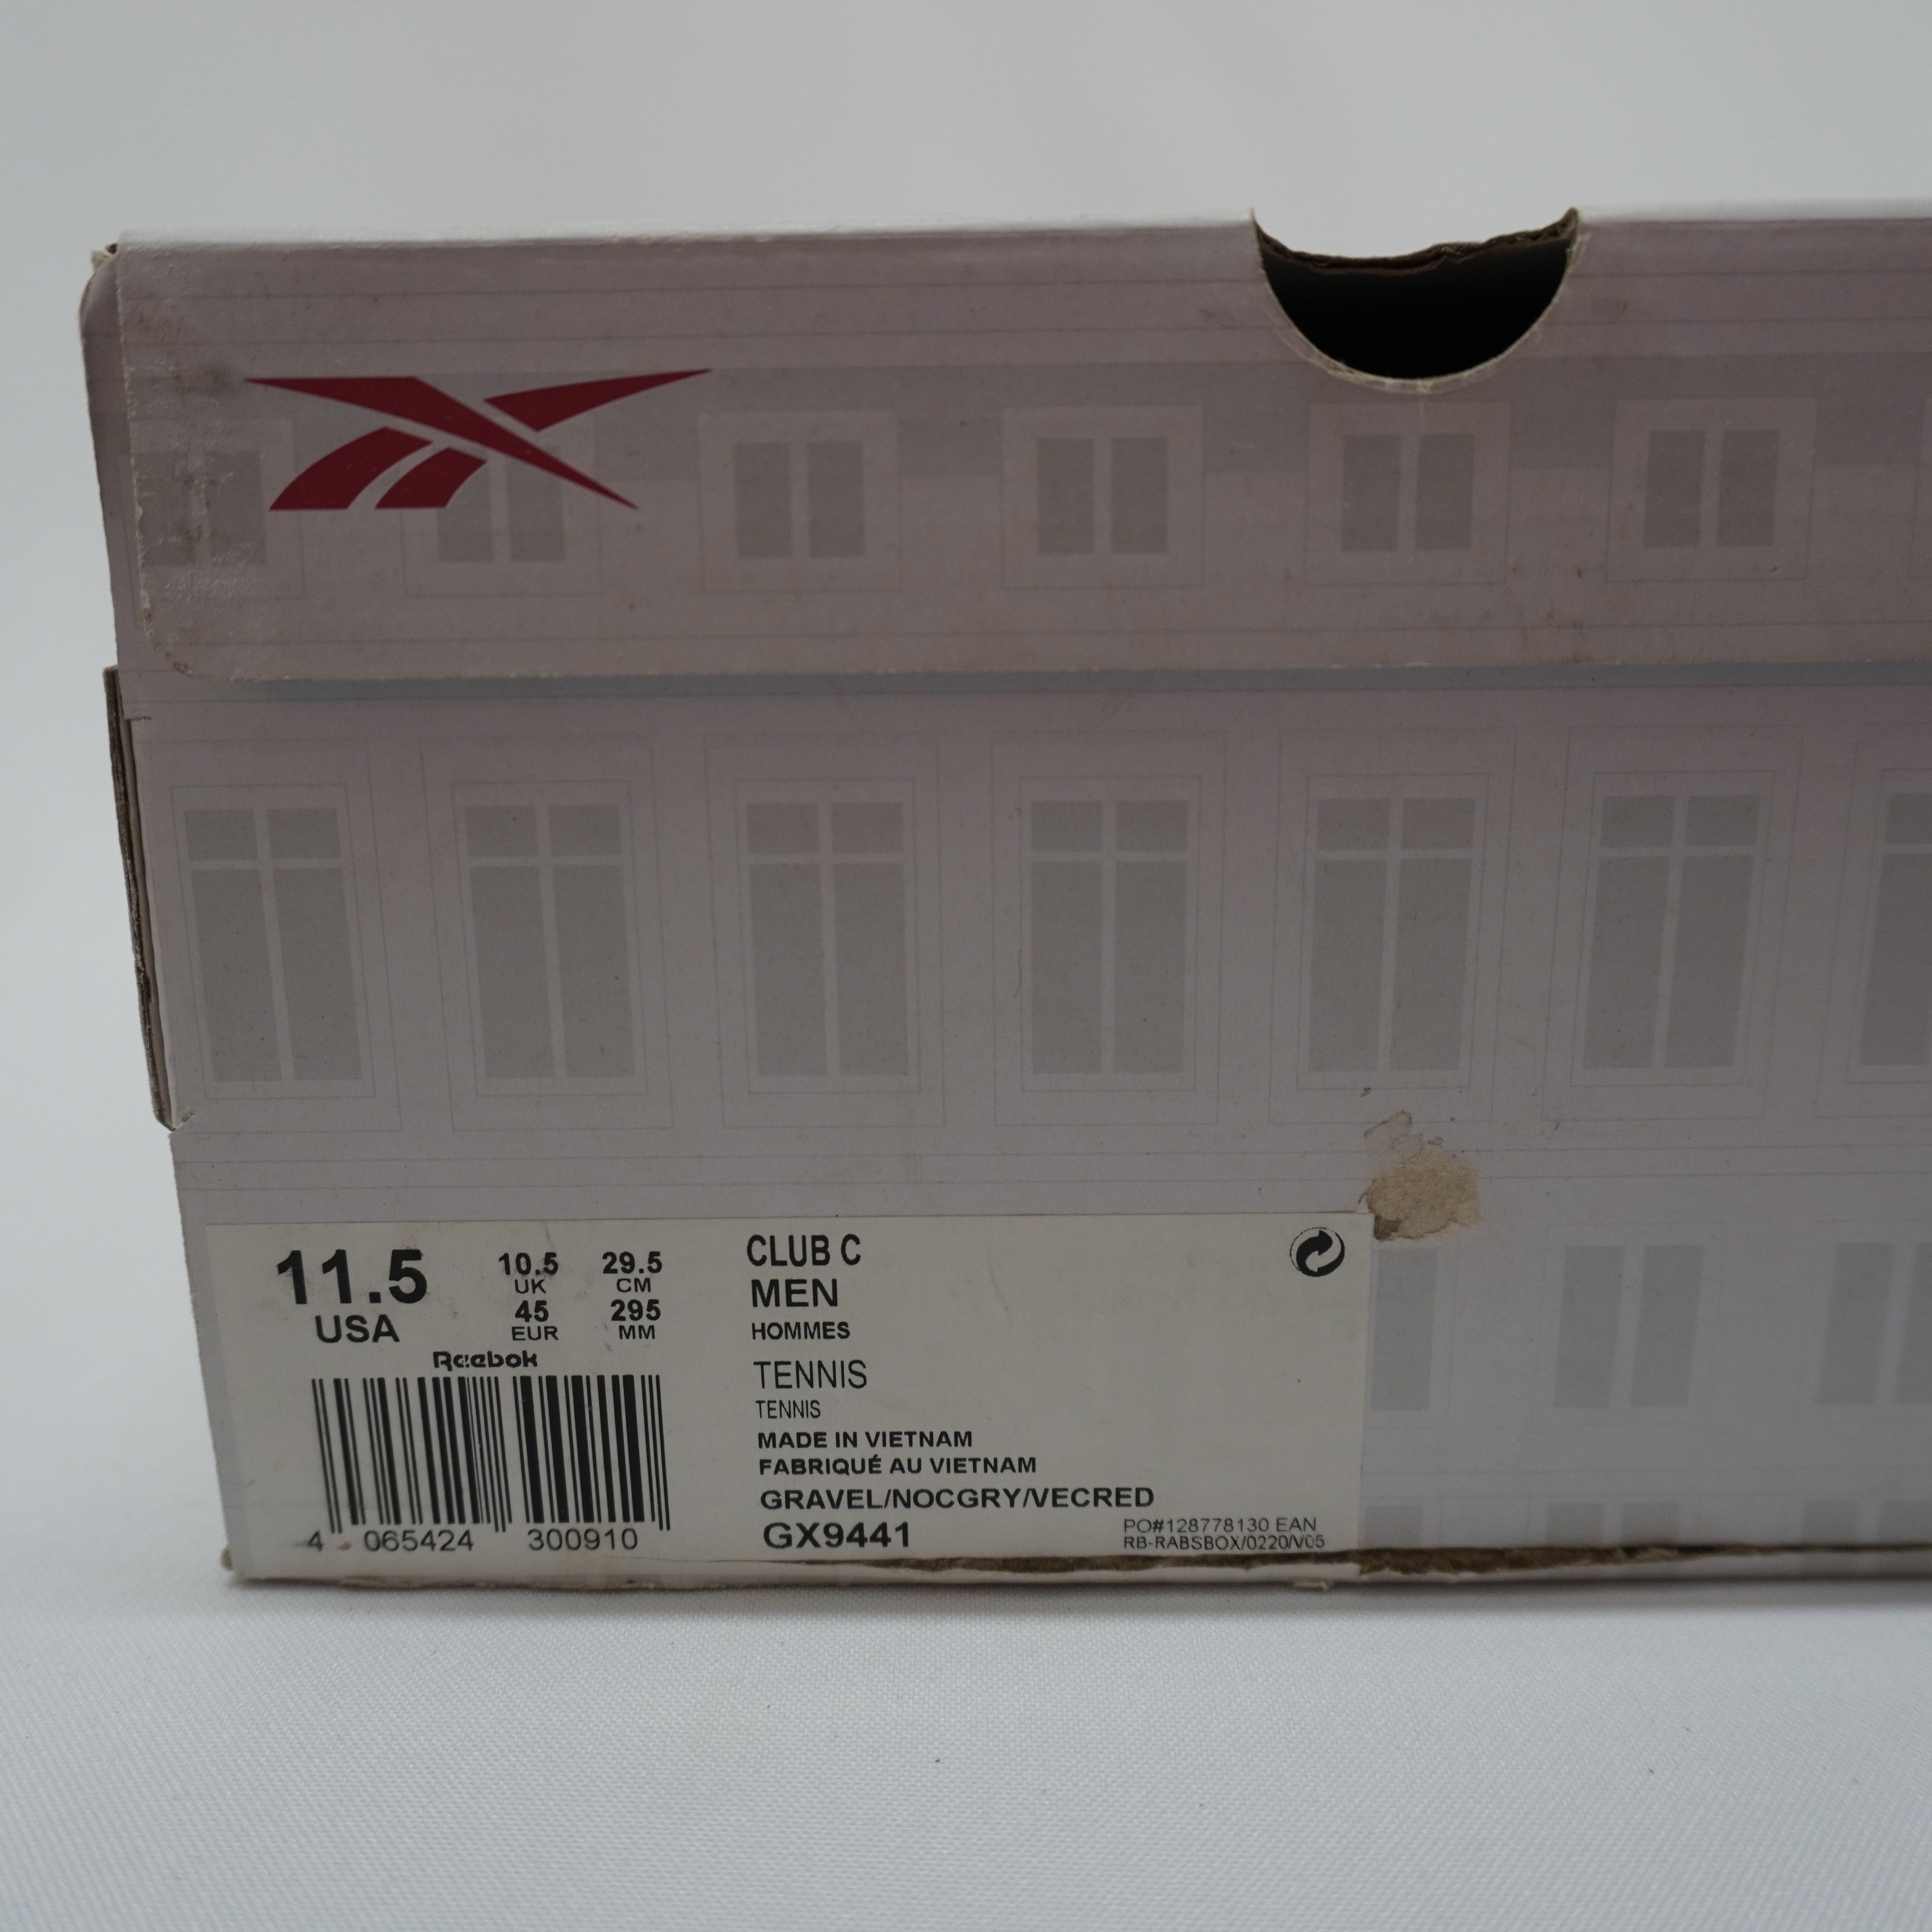 11.5
USA
10.5
UK
45
EUR
29.5
CM
295
MM
Reebok
4 065424 300910
CLUB C
MEN
HOMMES
TENNIS
TENNIS
MADE IN VIETNAM
FABRIQUÉ AU VIETNAM
GRAVEL/NOCGRY/VECRED
GX9441
PO#128778130 EAN
RB-RABSBOX/0220/V05